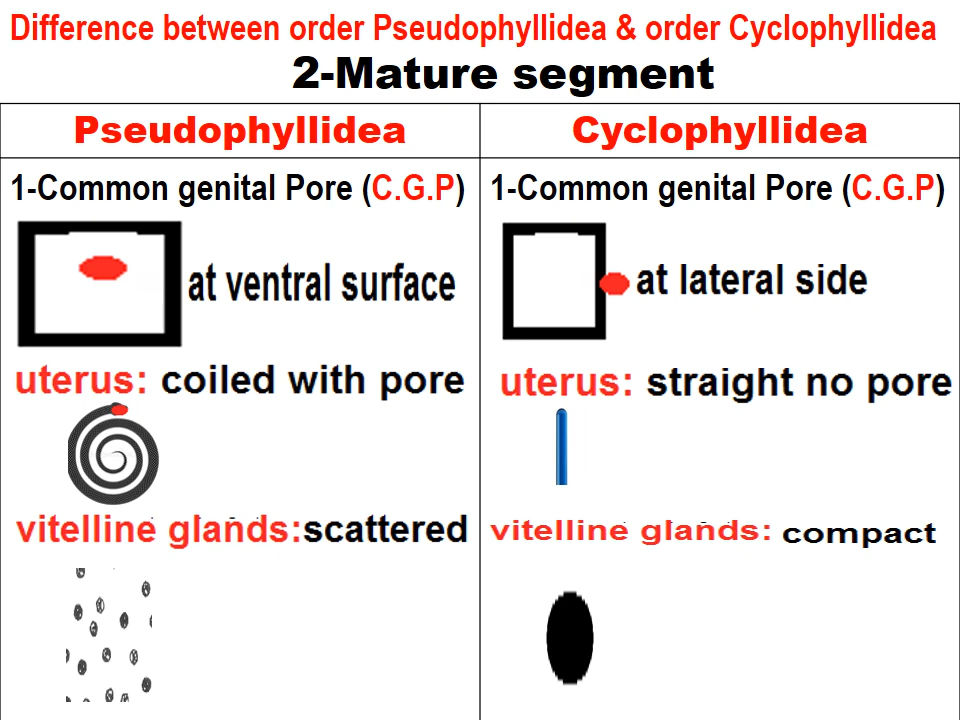 Difference between order Pseudophyllidea & order Cyclophyllidea
2-Mature segment
Pseudophyllidea
1-Common genital Pore (C.G.P)
at ventral surface
uterus: coiled with pore
vitelline glands:scattered
Cyclophyllidea
1-Common genital Pore (C.G.P)
at lateral side
uterus: straight no pore
vitelline glands: compact